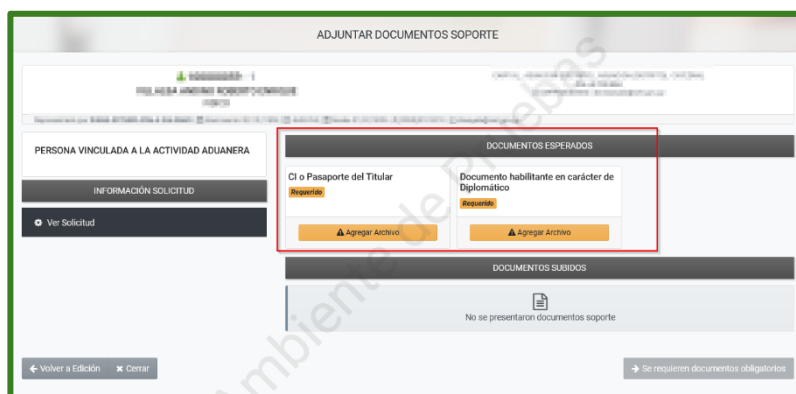 ADJUNTAR DOCUMENTOS SOPORTE
PERSONA VINCULADA A LA ACTIVIDAD ADUANERA
INFORMACIÓN SOLICITUD
Ver Solicitud
DOCUMENTOS ESPERADOS
CI o Pasaporte del Titular
Requerido
Agregar Archivo
Documento habilitante en carácter de
Diplomático
Requerido
Agregar Archivo
DOCUMENTOS SUBIDOS
No se presentaron documentos soporte
Volver a Edición
Cerrar
Se requieren documentos obligatorios
Ambiente de Pruebas